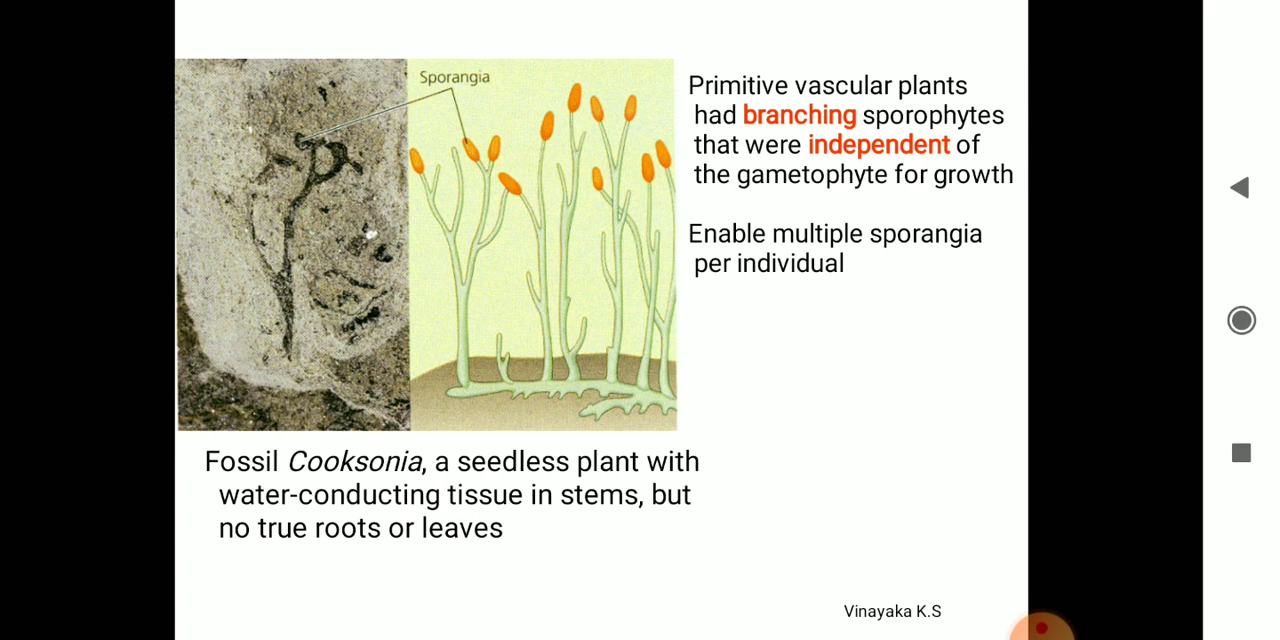 Sporangia
Primitive vascular plants
had branching sporophytes
that were independent of
the gametophyte for growth
Enable multiple sporangia
per individual
Fossil Cooksonia, a seedless plant with
water-conducting tissue in stems, but
no true roots or leaves
Vinayaka K.S